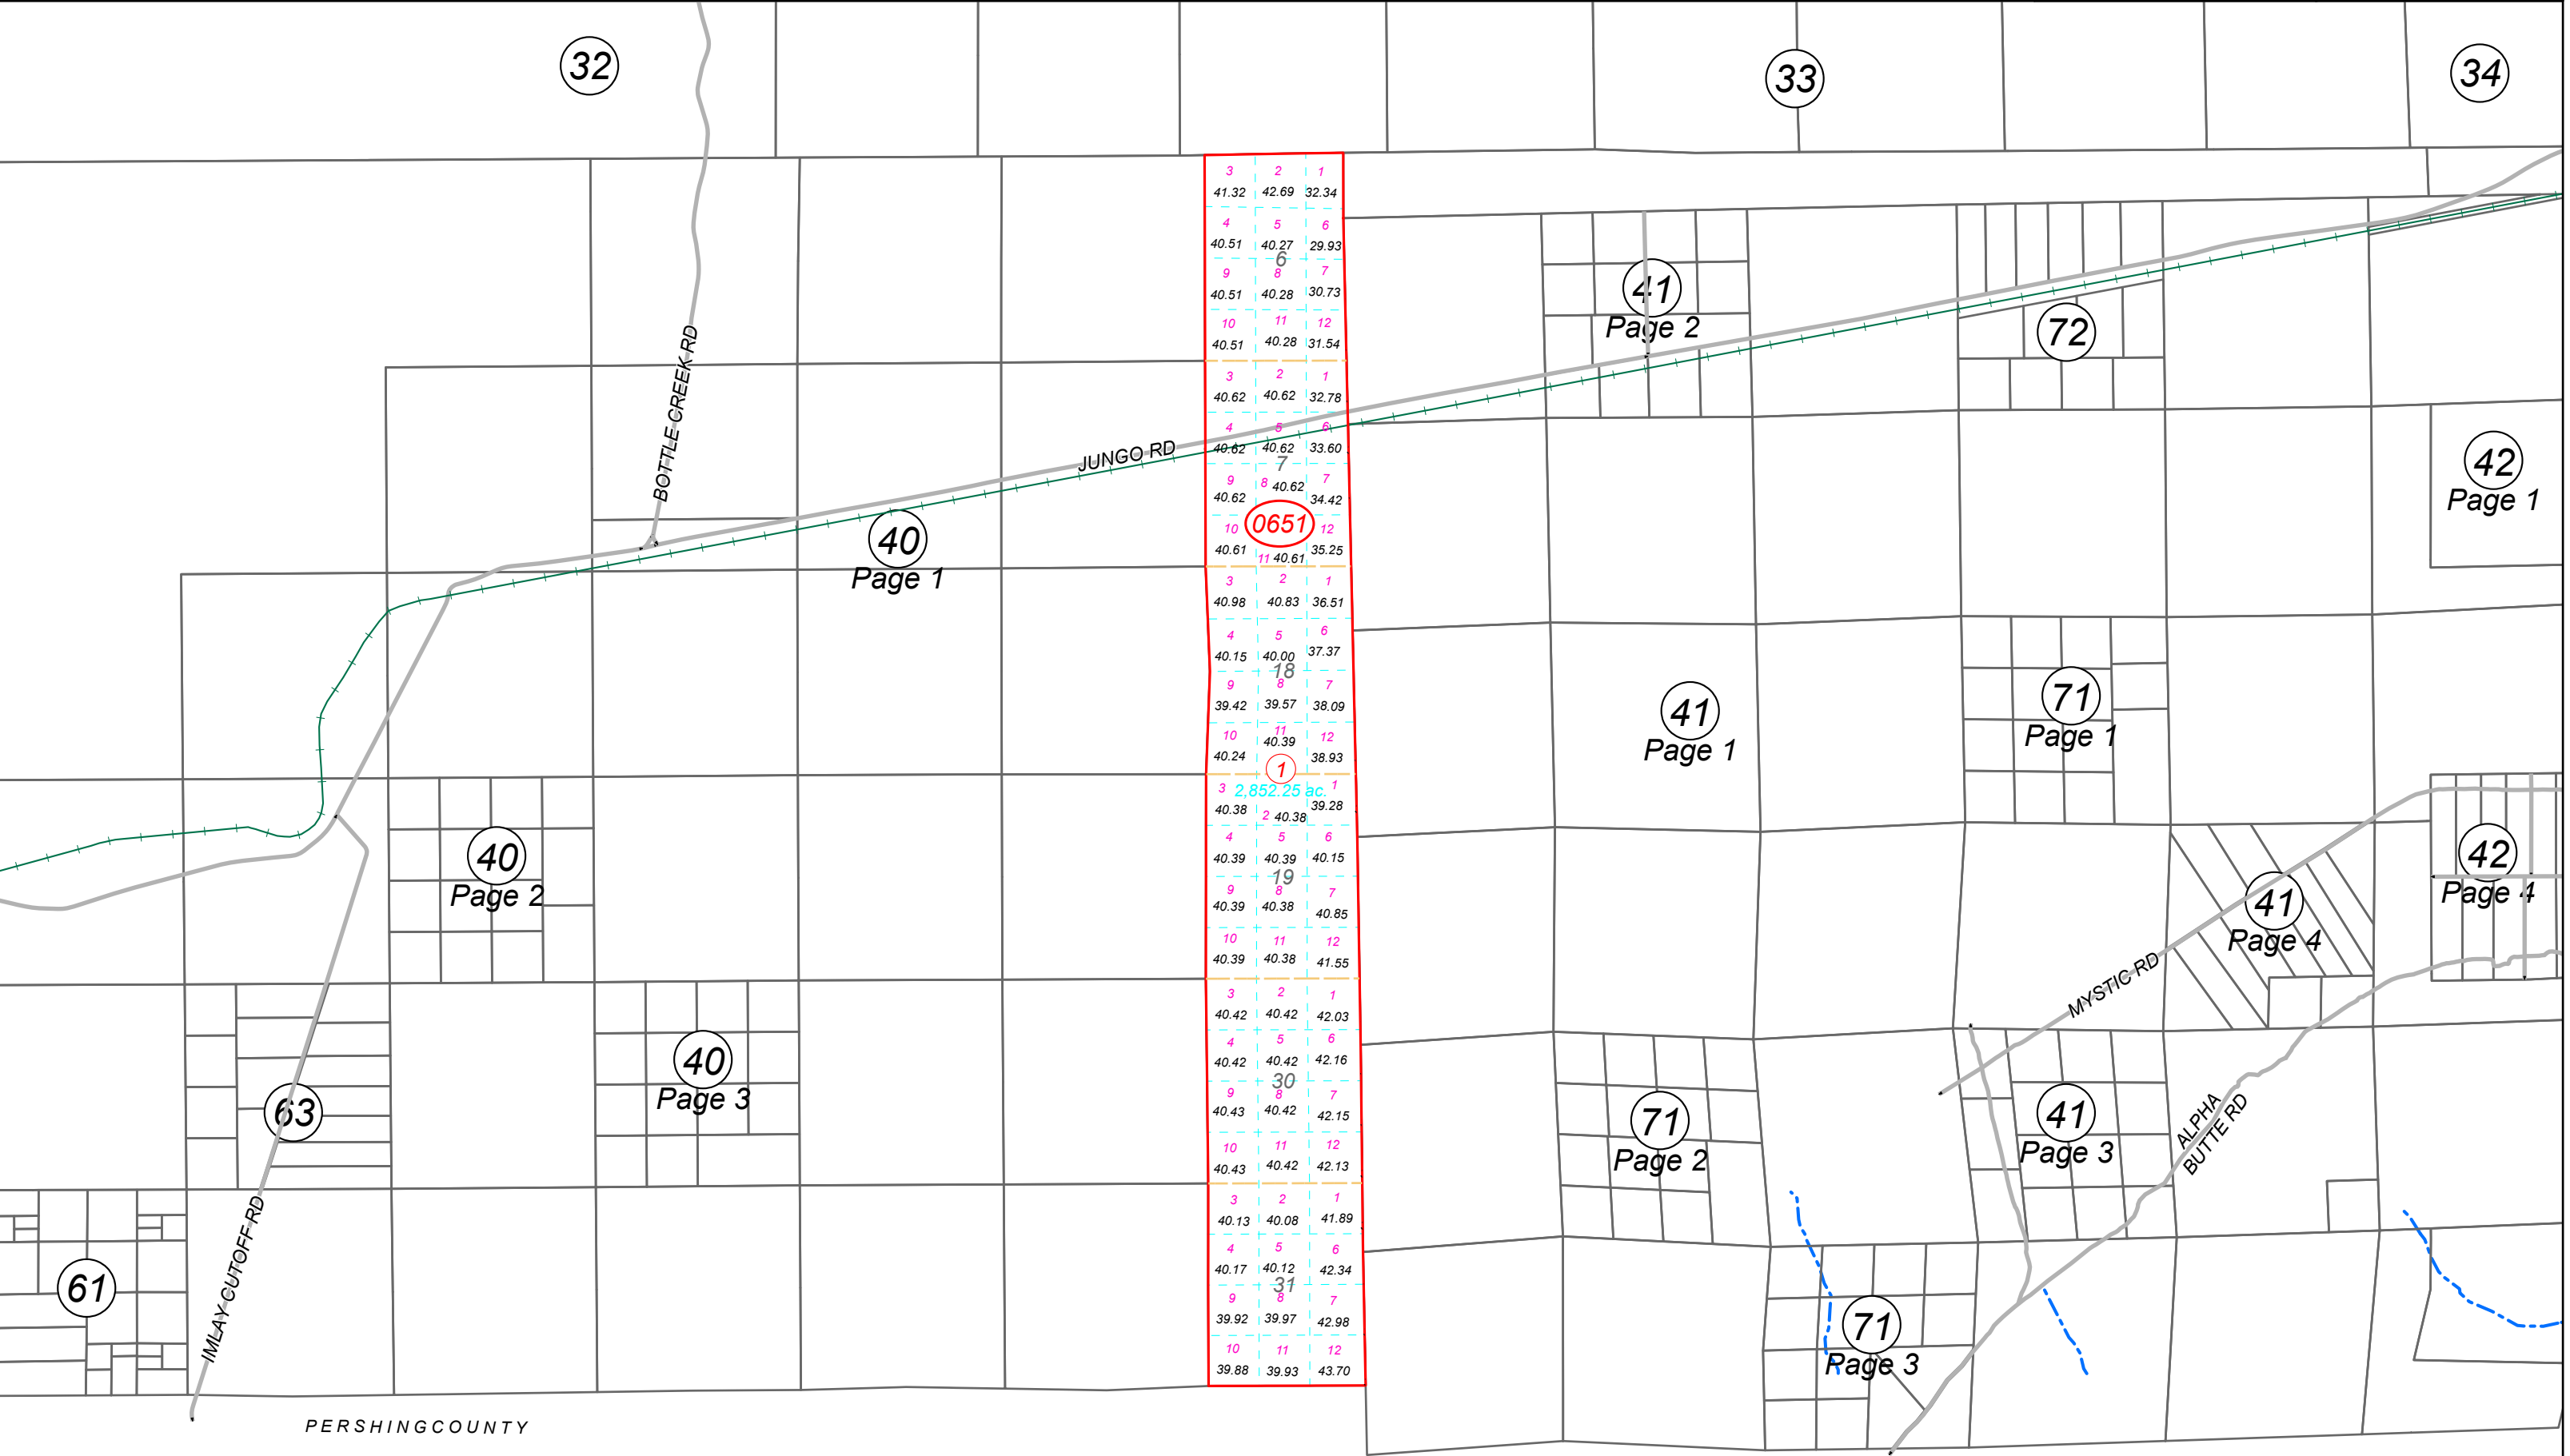 32
33
34
3 2 1
41.32 42.69 32.34
4 5 6
40.51 40.27 29.93
6
9 8 7
40.51 40.28 30.73
10 11 12
40.51 40.28 31.54
41
Page 2
72
BOTTLE CREEK RD
3 2 1
40.62 40.62 32.78
4 5 6
40.62 40.62 33.60
JUNGO RD
7
9 8 40.62 7
40.62 34.42
42
Page 1
0651
10 12
40.61 11 40.61 35.25
40
Page 1
3 2 1
40.98 40.83 36.51
4 5 6
40.15 40.00 37.37
18
9 8 7
39.42 39.57 38.09
41
Page 1
71
Page 1
10 11 12
40.24 40.39 38.93
1
3 2,852.25 ac. 1
40.38 2 40.38 39.28
4 5 6
40.39 40.39 40.15
19
9 8 7
40.39 40.38 40.85
40
Page 2
42
Page 4
41
Page 4
10 11 12
40.39 40.38 41.55
MYSTIC RD
3 2 1
40.42 40.42 42.03
4 5 6
40.42 40.42 42.16
30
9 8 7
40.43 40.42 42.15
40
Page 3
63
71
Page 2
41
Page 3
ALPHA
BUTTE RD
10 11 12
40.43 40.42 42.13
3 2 1
40.13 40.08 41.89
4 5 6
40.17 40.12 42.34
31
9 8 7
39.92 39.97 42.98
61
IMLAY CUTOFF RD
71
Page 3
10 11 12
39.88 39.93 43.70
PERSHING COUNTY